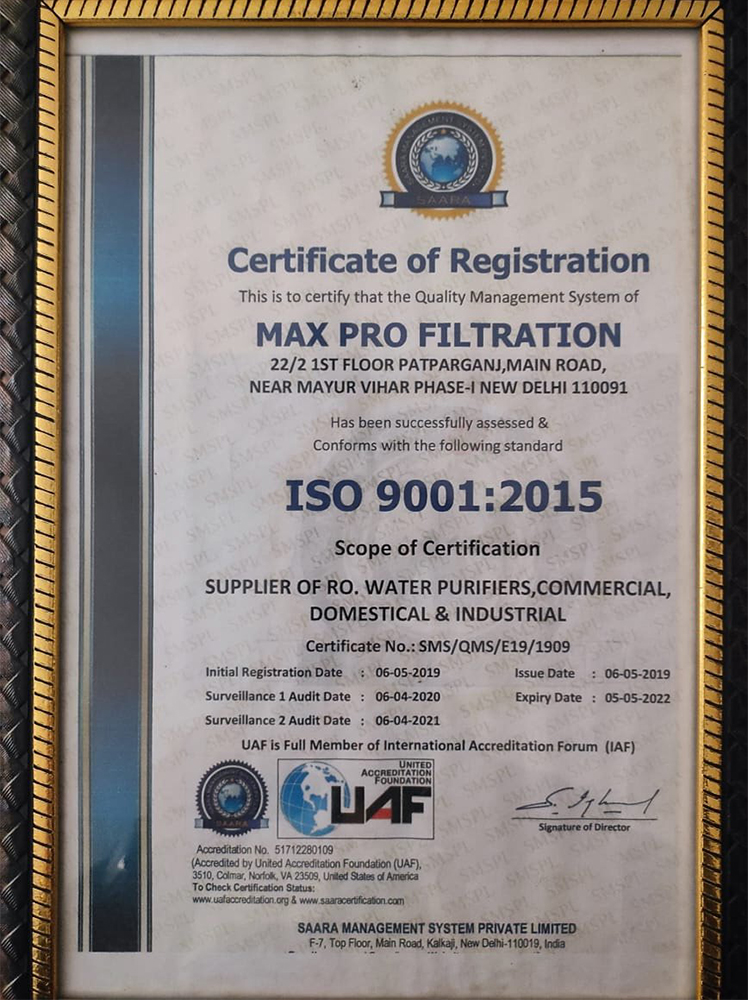 SAARA
Certificate of Registration
This is to certify that the Quality Management System of
MAX PRO FILTRATION
22/2 1ST FLOOR PATPARGANJ,MAIN ROAD,
NEAR MAYUR VIHAR PHASE-I NEW DELHI 110091
Has been successfully assessed &
Conforms with the following standard
ISO 9001:2015
Scope of Certification
SUPPLIER OF RO. WATER PURIFIERS,COMMERCIAL,
DOMESTICAL & INDUSTRIAL
Certificate No.: SMS/QMS/E19/1909
Initial Registration Date : 06-05-2019 Issue Date : 06-05-2019
Surveillance 1 Audit Date : 06-04-2020 Expiry Date : 05-05-2022
Surveillance 2 Audit Date : 06-04-2021
UAF is Full Member of International Accreditation Forum (IAF)
SAARA
UNITED
ACCREDITATION
FOUNDATION
UAF
Signature of Director
Accreditation No. 51712280109
(Accredited by United Accreditation Foundation (UAF),
3510, Colmar, Norfolk, VA 23509, United States of America
To Check Certification Status:
www.uafaccreditation.org & www.saaracertification.com
SAARA MANAGEMENT SYSTEM PRIVATE LIMITED
F-7, Top Floor, Main Road, Kalkaji, New Delhi-110019, India